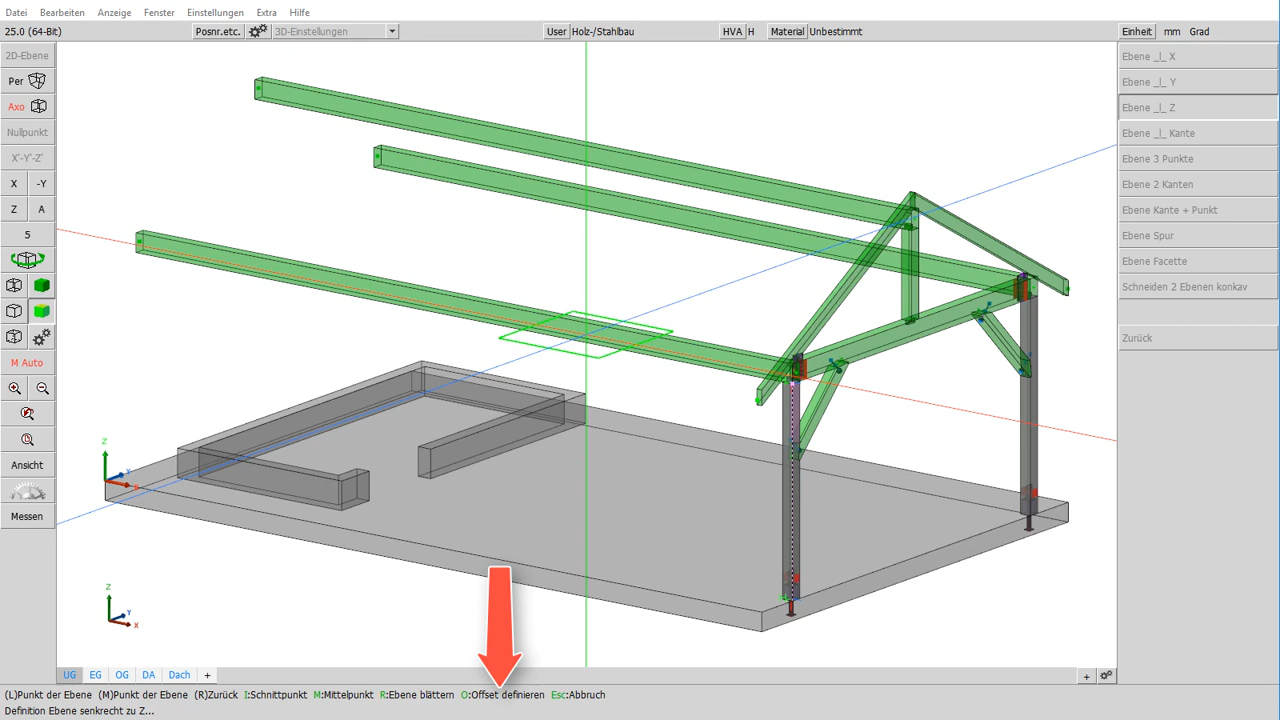 Datei Bearbeiten Anzeige Fenster Einstellungen Extra Hilfe
25.0 (64-Bit) Posnr.etc. 3D-Einstellungen User Holz-/Stahlbau HVA H Material Unbestimmt Einheit mm Grad
2D-Ebene
Per
Axo
Nullpunkt
X'-Y'-Z'
X -Y
Z A
5
M Auto
Ansicht
Messen
Ebene _|_ X
Ebene _|_ Y
Ebene _|_ Z
Ebene _|_ Kante
Ebene 3 Punkte
Ebene 2 Kanten
Ebene Kante + Punkt
Ebene Spur
Ebene Facette
Schneiden 2 Ebenen konkav
Zurück
Z
Y
X
Z
Y
X
UG EG OG DA Dach + +
(L)Punkt der Ebene (M)Punkt der Ebene (R)Zurück I:Schnittpunkt M:Mittelpunkt R:Ebene blättern O:Offset definieren Esc:Abbruch
Definition Ebene senkrecht zu Z...